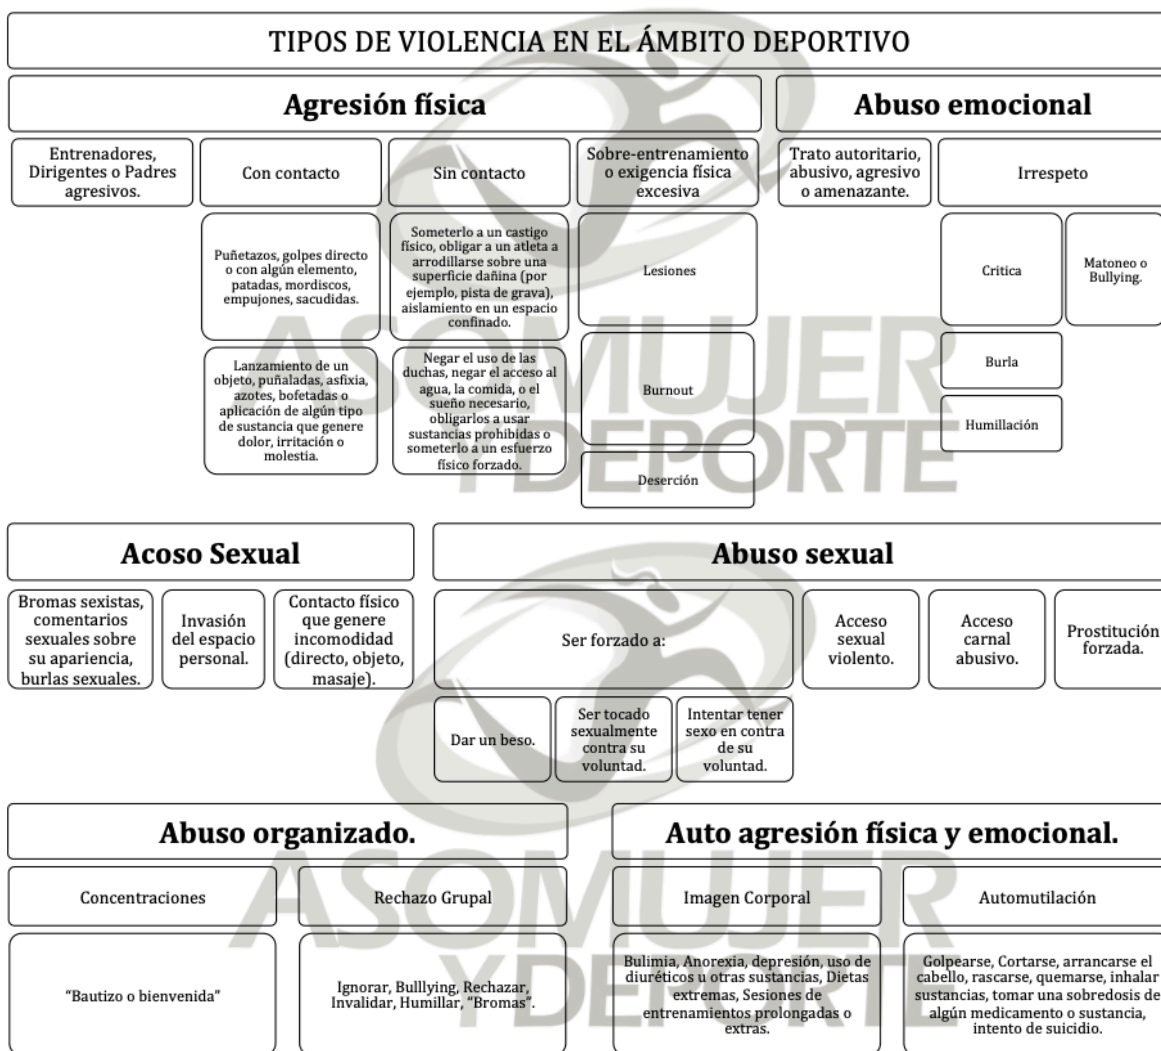 TIPOS DE VIOLENCIA EN EL ÁMBITO DEPORTIVO
Agresión física
Abuso emocional
Entrenadores,
Dirigentes o Padres
agresivos.
Con contacto
Sin contacto
Sobre-entrenamiento
o exigencia física
excesiva
Trato autoritario,
abusivo, agresivo
o amenazante.
Irrespeto
Puñetazos, golpes directo
o con algún elemento,
patadas, mordiscos,
empujones, sacudidas.
Someterlo a un castigo
físico, obligar a un atleta a
arrodillarse sobre una
superficie dañina (por
ejemplo, pista de grava),
aislamiento en un espacio
confinado.
Lesiones
Critica
Matoneo o
Bullying.
Lanzamiento de un
objeto, puñaladas, asfixia,
azotes, bofetadas o
aplicación de algún tipo
de sustancia que genere
dolor, irritación o
molestia.
Negar el uso de las
duchas, negar el acceso al
agua, la comida, o el
sueño necesario,
obligarlos a usar
sustancias prohibidas o
someterlo a un esfuerzo
físico forzado.
Burnout
Burla
Humillación
Deserción
ASOMUJER
YDEPORTE
Acoso Sexual
Abuso sexual
Bromas sexistas,
comentarios
sexuales sobre
su apariencia,
burlas sexuales.
Invasión
del espacio
personal.
Contacto físico
que genere
incomodidad
(directo, objeto,
masaje).
Ser forzado a:
Acceso
sexual
violento.
Acceso
carnal
abusivo.
Prostitución
forzada.
Dar un beso.
Ser tocado
sexualmente
contra su
voluntad.
Intentar tener
sexo en contra
de su
voluntad.
Abuso organizado.
Auto agresión física y emocional.
Concentraciones
Rechazo Grupal
Imagen Corporal
Automutilación
“Bautizo o bienvenida”
Ignorar, Bulllying, Rechazar,
Invalidar, Humillar, “Bromas”.
Bulimia, Anorexia, depresión, uso de
diuréticos u otras sustancias, Dietas
extremas, Sesiones de
entrenamientos prolongadas o
extras.
Golpearse, Cortarse, arrancarse el
cabello, rascarse, quemarse, inhalar
sustancias, tomar una sobredosis de
algún medicamento o sustancia,
intento de suicidio.
ASOMUJER
YDEPORTE